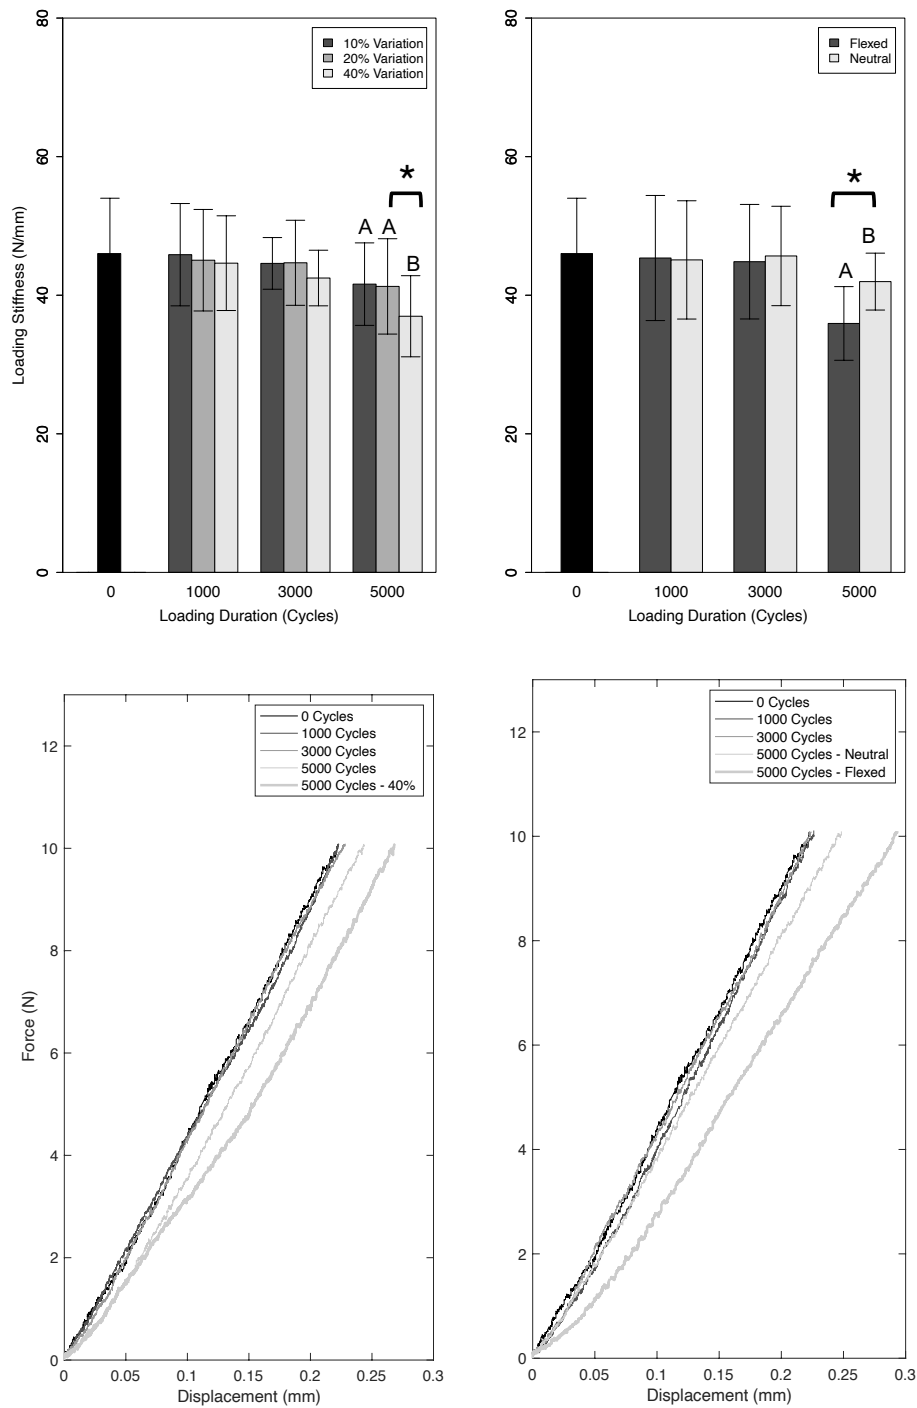 80
60
40
20
0
Loading Stiffness (N/mm)
10% Variation
20% Variation
40% Variation
*
A A
B
0 1000 3000 5000
Loading Duration (Cycles)
80
60
40
20
0
Flexed
Neutral
*
B
A
0 1000 3000 5000
Loading Duration (Cycles)
12
10
8
6
4
2
0
Force (N)
0 Cycles
1000 Cycles
3000 Cycles
5000 Cycles
5000 Cycles - 40%
0 0.05 0.1 0.15 0.2 0.25 0.3
Displacement (mm)
12
10
8
6
4
2
0
0 Cycles
1000 Cycles
3000 Cycles
5000 Cycles - Neutral
5000 Cycles - Flexed
0 0.05 0.1 0.15 0.2 0.25 0.3
Displacement (mm)